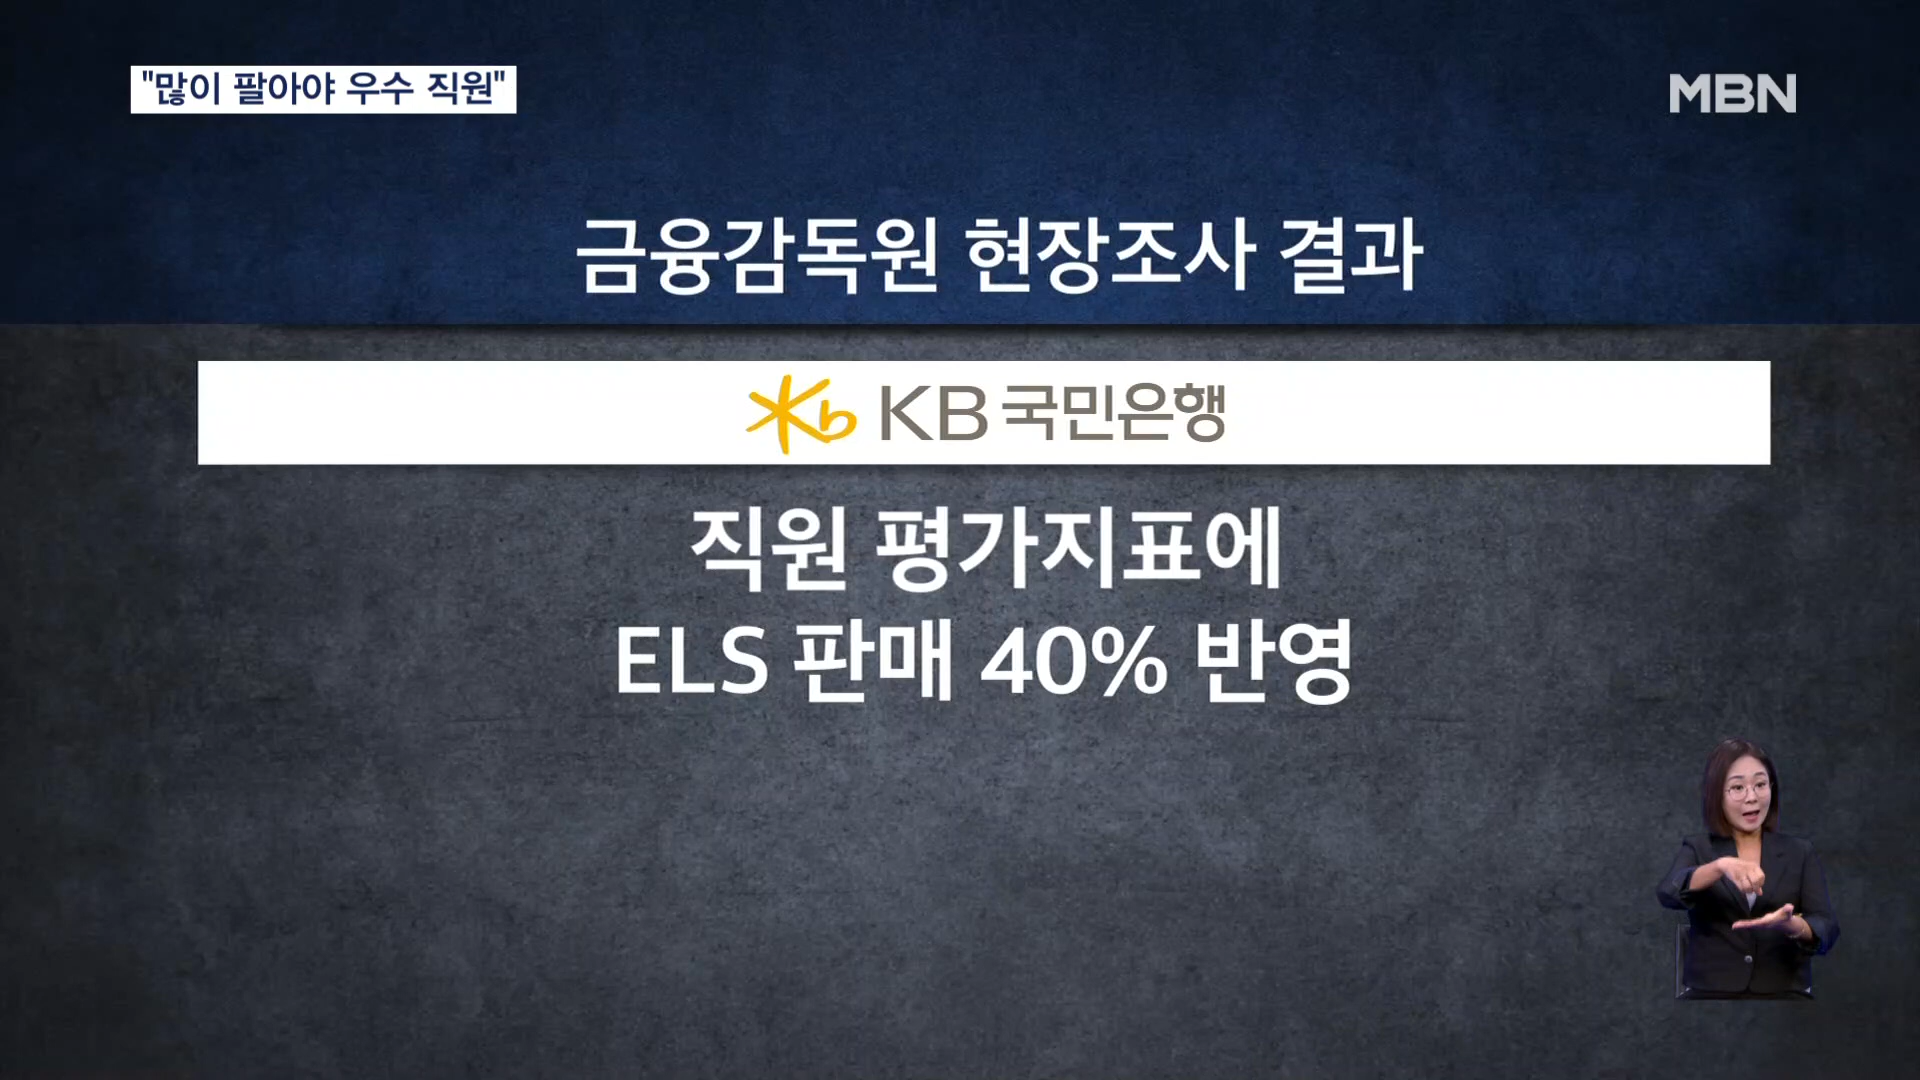 "많이 팔아야 우수 직원"
MBN
금융감독원 현장조사 결과
Kb KB 국민은행
직원 평가지표에
ELS 판매 40% 반영